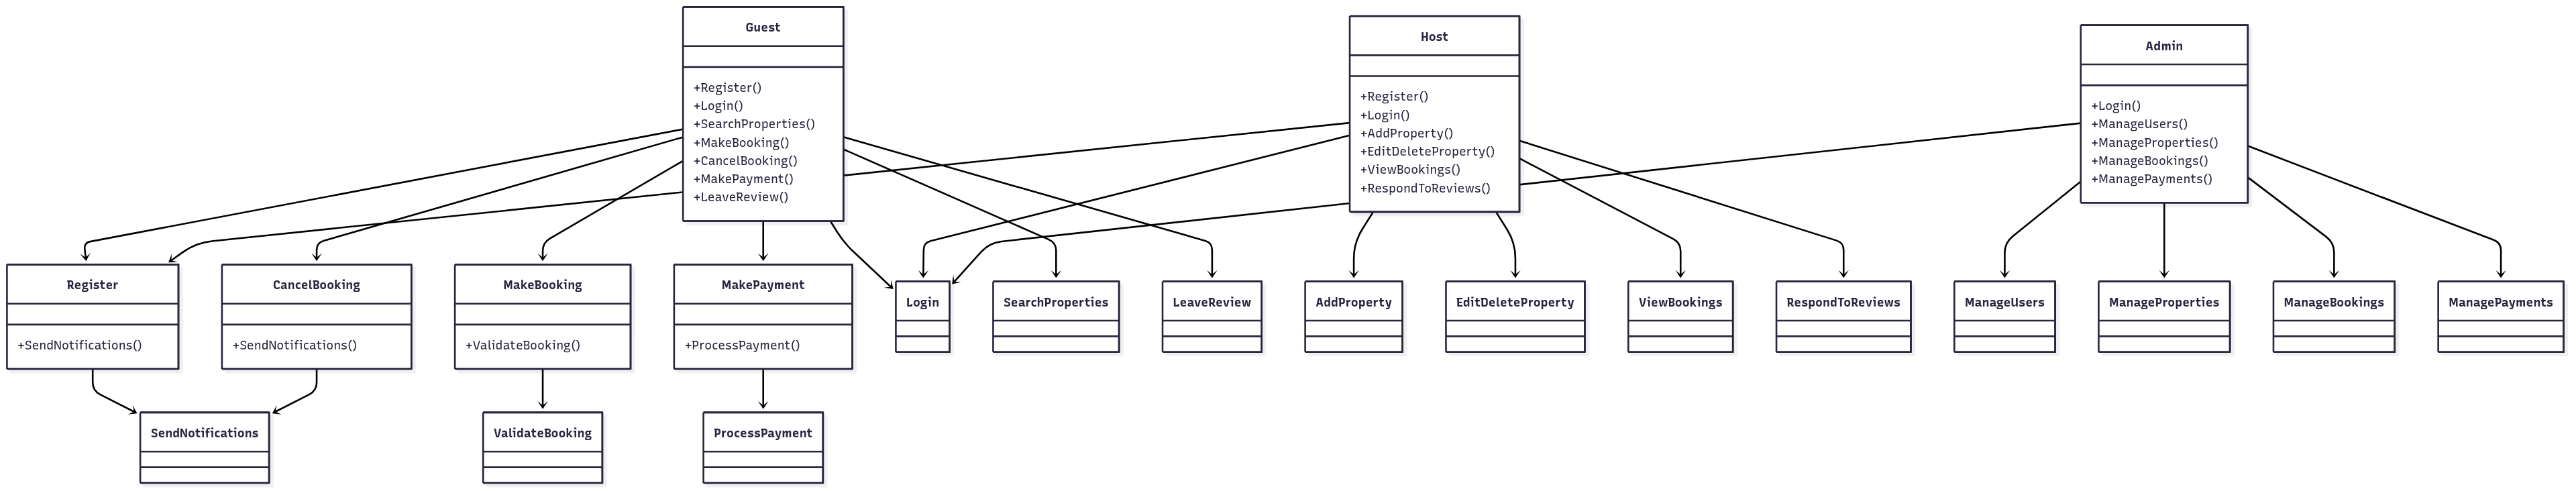 Guest
+Register()
+Login()
+SearchProperties()
+MakeBooking()
+CancelBooking()
+MakePayment()
+LeaveReview()
Host
+Register()
+Login()
+AddProperty()
+EditDeleteProperty()
+ViewBookings()
+RespondToReviews()
Admin
+Login()
+ManageUsers()
+ManageProperties()
+ManageBookings()
+ManagePayments()
Register
+SendNotifications()
CancelBooking
+SendNotifications()
MakeBooking
+ValidateBooking()
MakePayment
+ProcessPayment()
Login
SearchProperties
LeaveReview
AddProperty
EditDeleteProperty
ViewBookings
RespondToReviews
ManageUsers
ManageProperties
ManageBookings
ManagePayments
SendNotifications
ValidateBooking
ProcessPayment